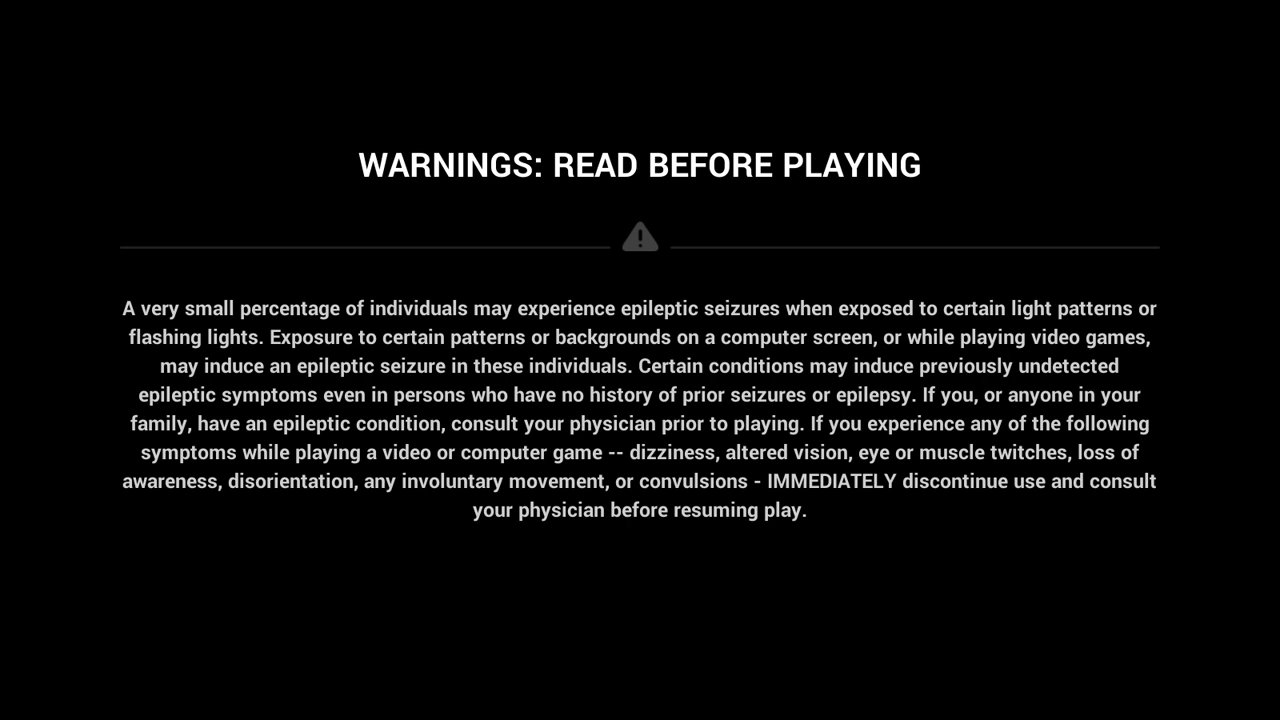 WARNINGS: READ BEFORE PLAYING
A very small percentage of individuals may experience epileptic seizures when exposed to certain light patterns or
flashing lights. Exposure to certain patterns or backgrounds on a computer screen, or while playing video games,
may induce an epileptic seizure in these individuals. Certain conditions may induce previously undetected
epileptic symptoms even in persons who have no history of prior seizures or epilepsy. If you, or anyone in your
family, have an epileptic condition, consult your physician prior to playing. If you experience any of the following
symptoms while playing a video or computer game -- dizziness, altered vision, eye or muscle twitches, loss of
awareness, disorientation, any involuntary movement, or convulsions - IMMEDIATELY discontinue use and consult
your physician before resuming play.